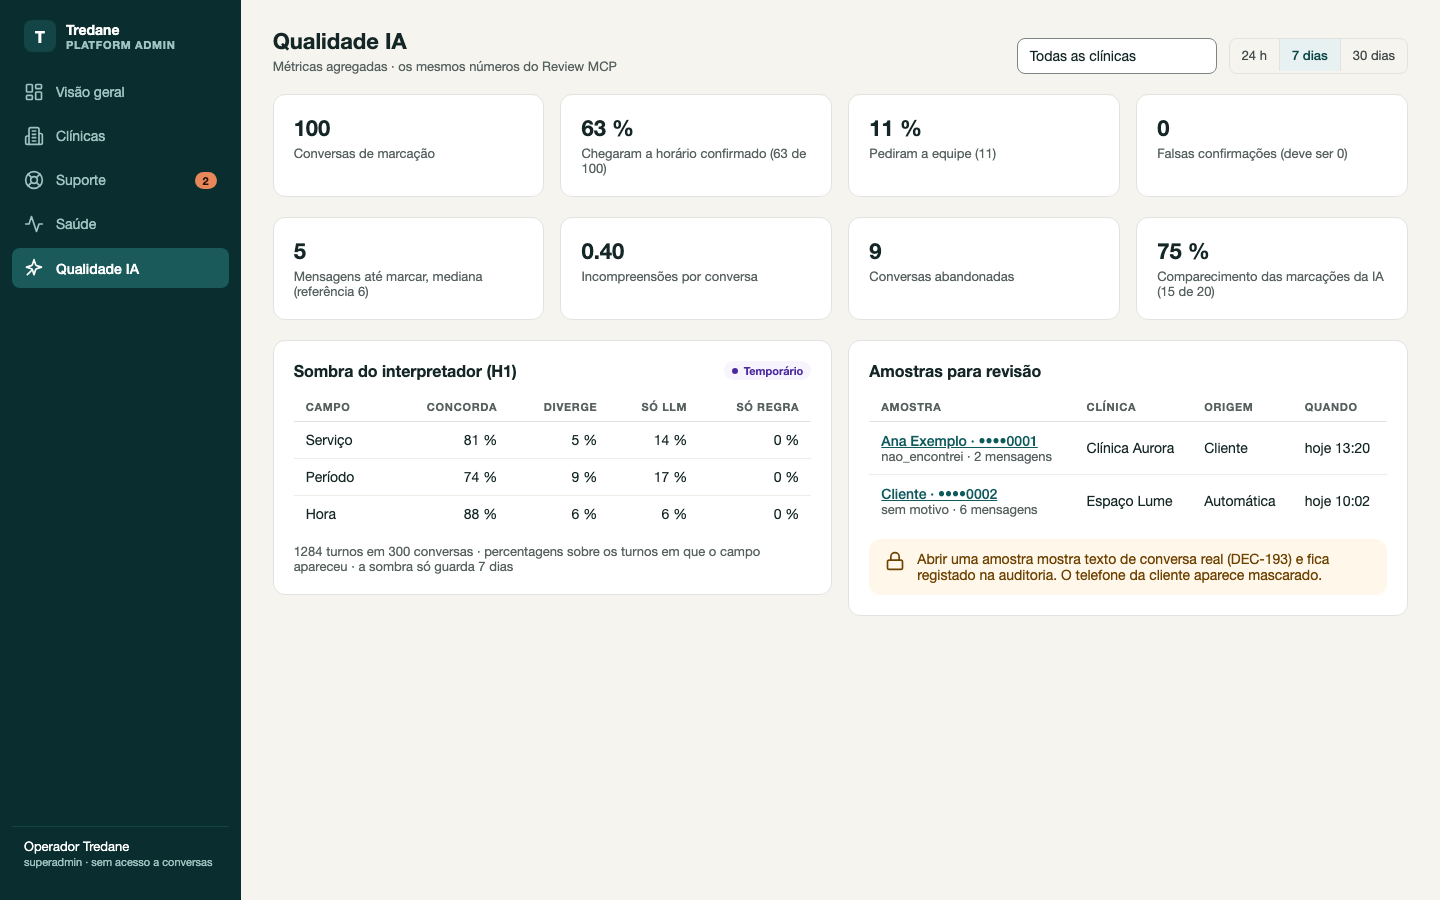 T
Tredane
PLATFORM ADMIN
Visão geral
Clínicas
Suporte
2
Saúde
Qualidade IA
Operador Tredane
superadmin · sem acesso a conversas
Qualidade IA
Métricas agregadas · os mesmos números do Review MCP
Todas as clínicas
24 h
7 dias
30 dias
100
Conversas de marcação
63 %
Chegaram a horário confirmado (63 de
100)
11 %
Pediram a equipe (11)
0
Falsas confirmações (deve ser 0)
5
Mensagens até marcar, mediana
(referência 6)
0.40
Incompreensões por conversa
9
Conversas abandonadas
75 %
Comparecimento das marcações da IA
(15 de 20)
Sombra do interpretador (H1)
Temporário
CAMPO CONCORDA DIVERGE SÓ LLM SÓ REGRA
Serviço 81 % 5 % 14 % 0 %
Período 74 % 9 % 17 % 0 %
Hora 88 % 6 % 6 % 0 %
1284 turnos em 300 conversas · percentagens sobre os turnos em que o campo
apareceu · a sombra só guarda 7 dias
Amostras para revisão
AMOSTRA CLÍNICA ORIGEM QUANDO
Ana Exemplo · ••••0001
nao_encontrei · 2 mensagens
Clínica Aurora Cliente hoje 13:20
Cliente · ••••0002
sem motivo · 6 mensagens
Espaço Lume Automática hoje 10:02
Abrir uma amostra mostra texto de conversa real (DEC-193) e fica
registado na auditoria. O telefone da cliente aparece mascarado.